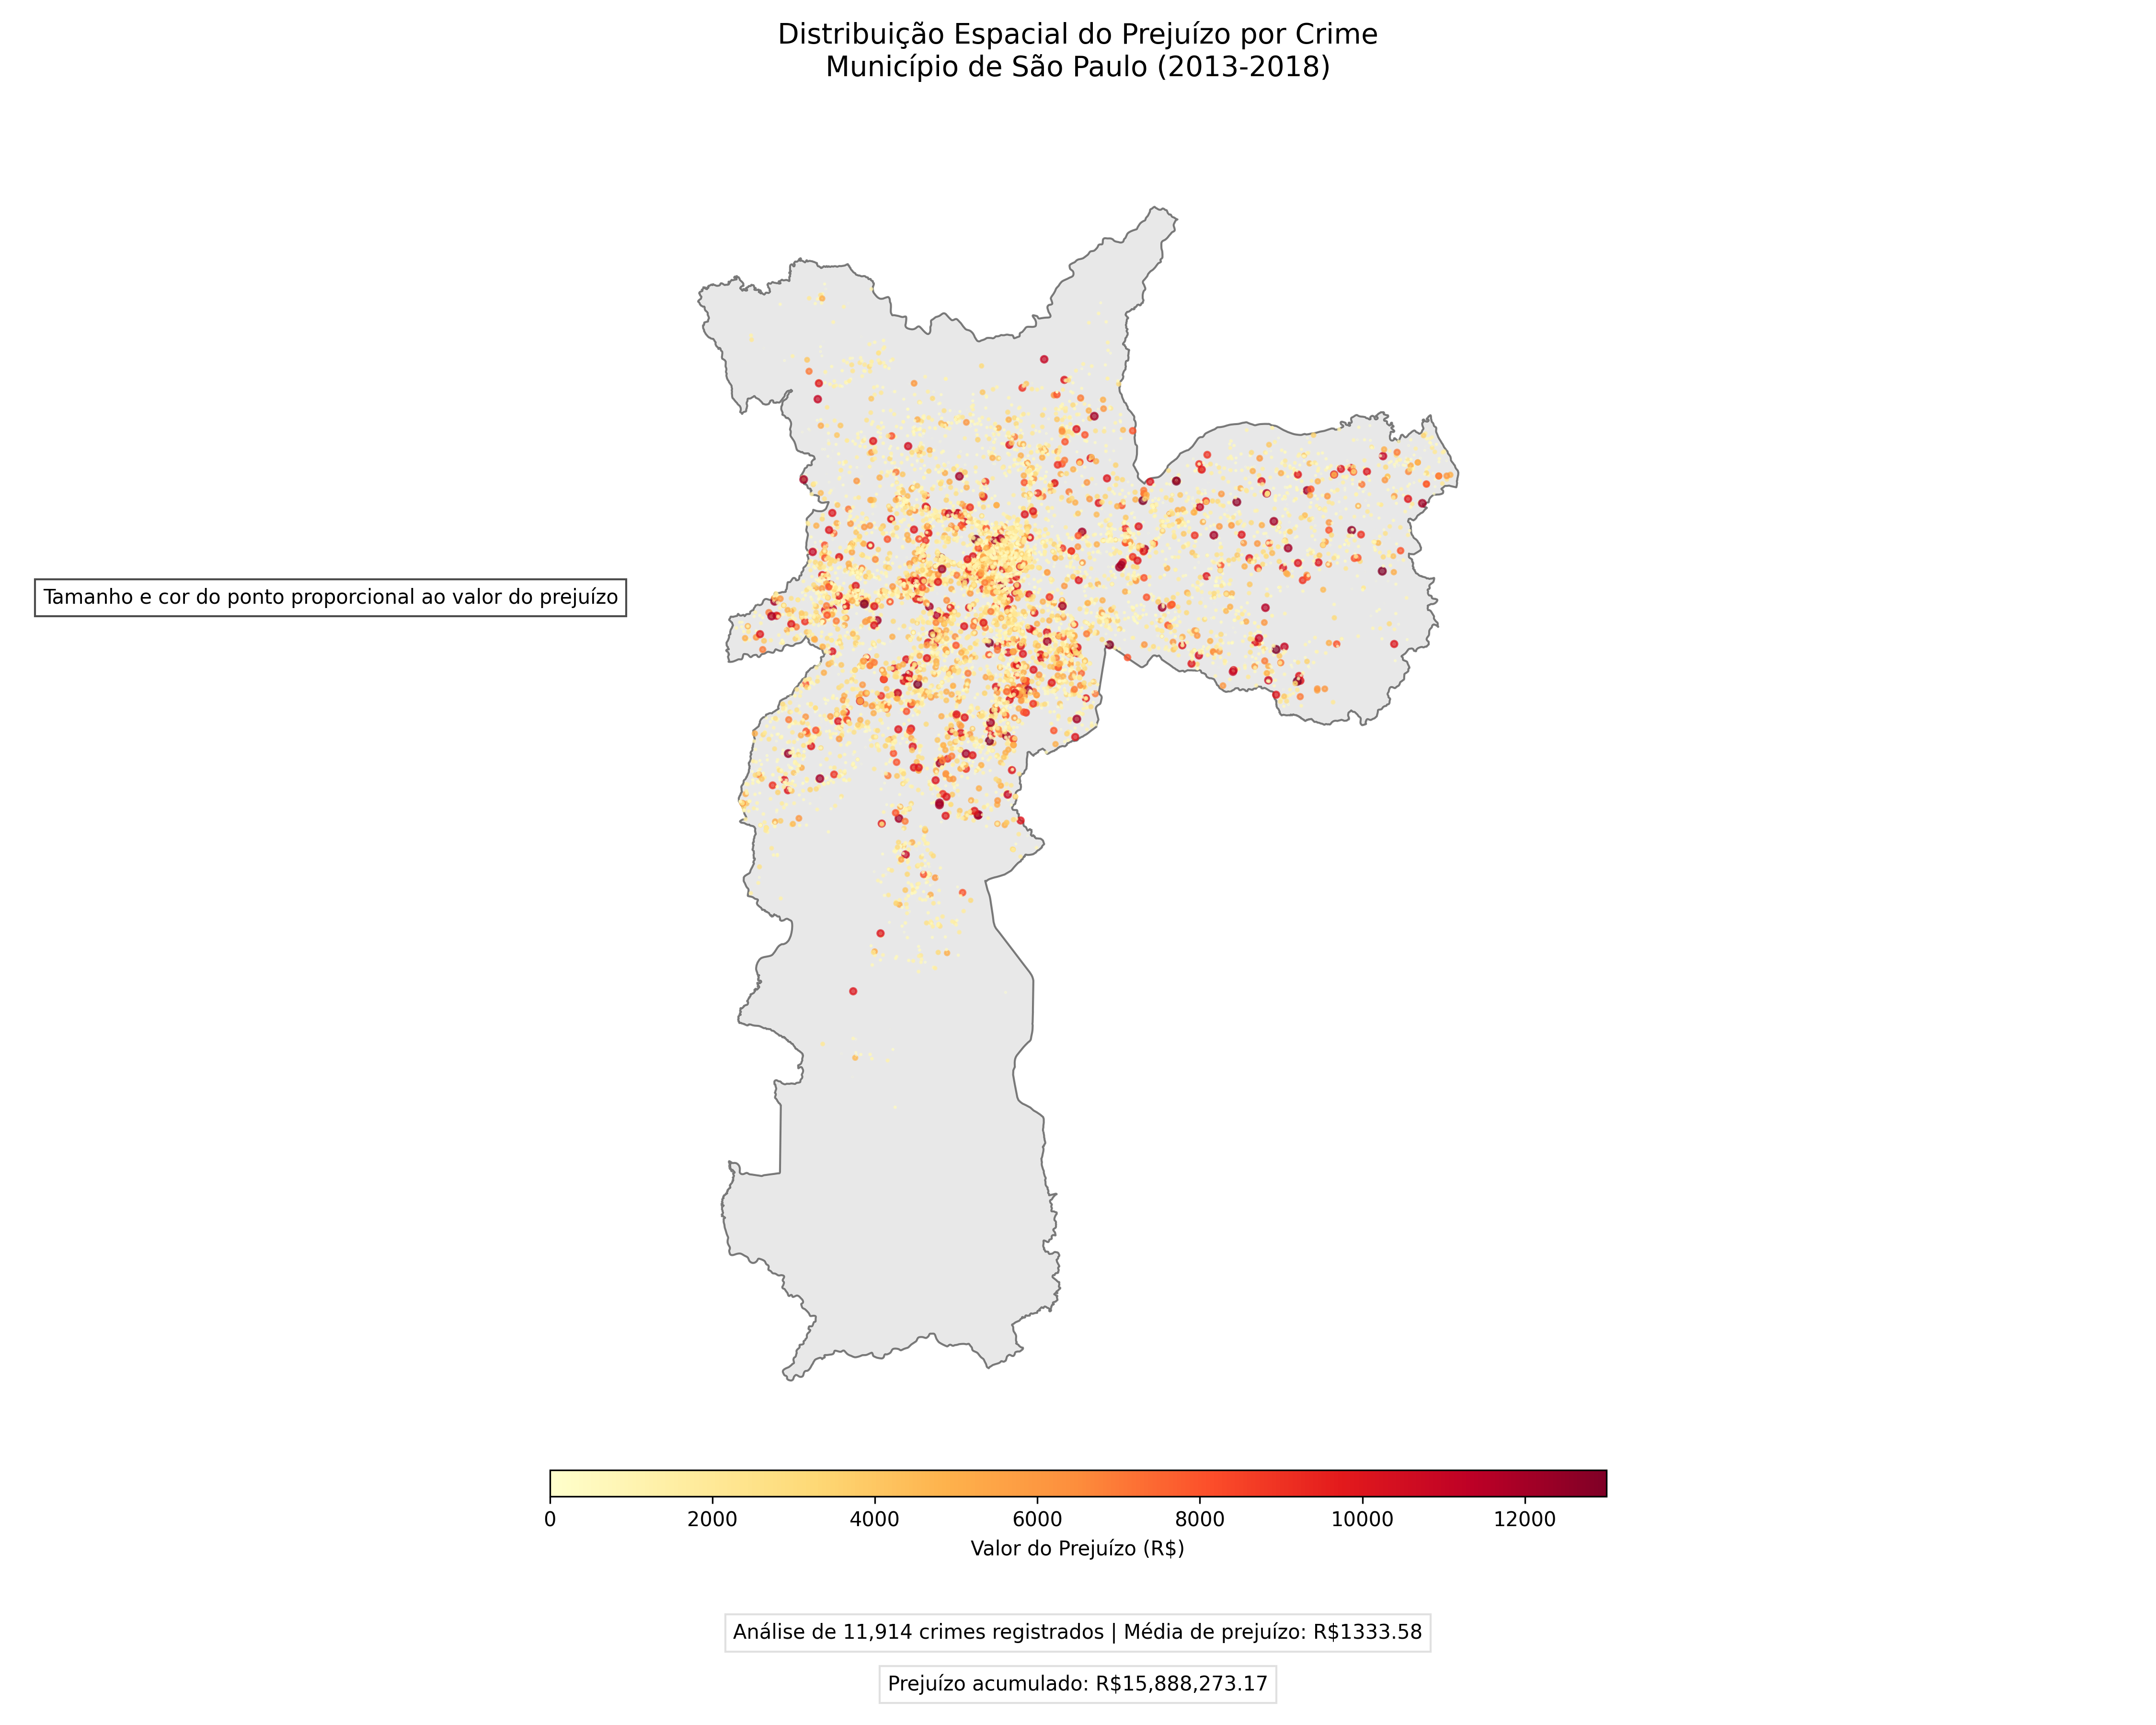 Distribuição Espacial do Prejuízo por Crime
Município de São Paulo (2013-2018)
Tamanho e cor do ponto proporcional ao valor do prejuízo
0 2000 4000 6000 8000 10000 12000
Valor do Prejuízo (R$)
Análise de 11,914 crimes registrados | Média de prejuízo: R$1333.58
Prejuízo acumulado: R$15,888,273.17